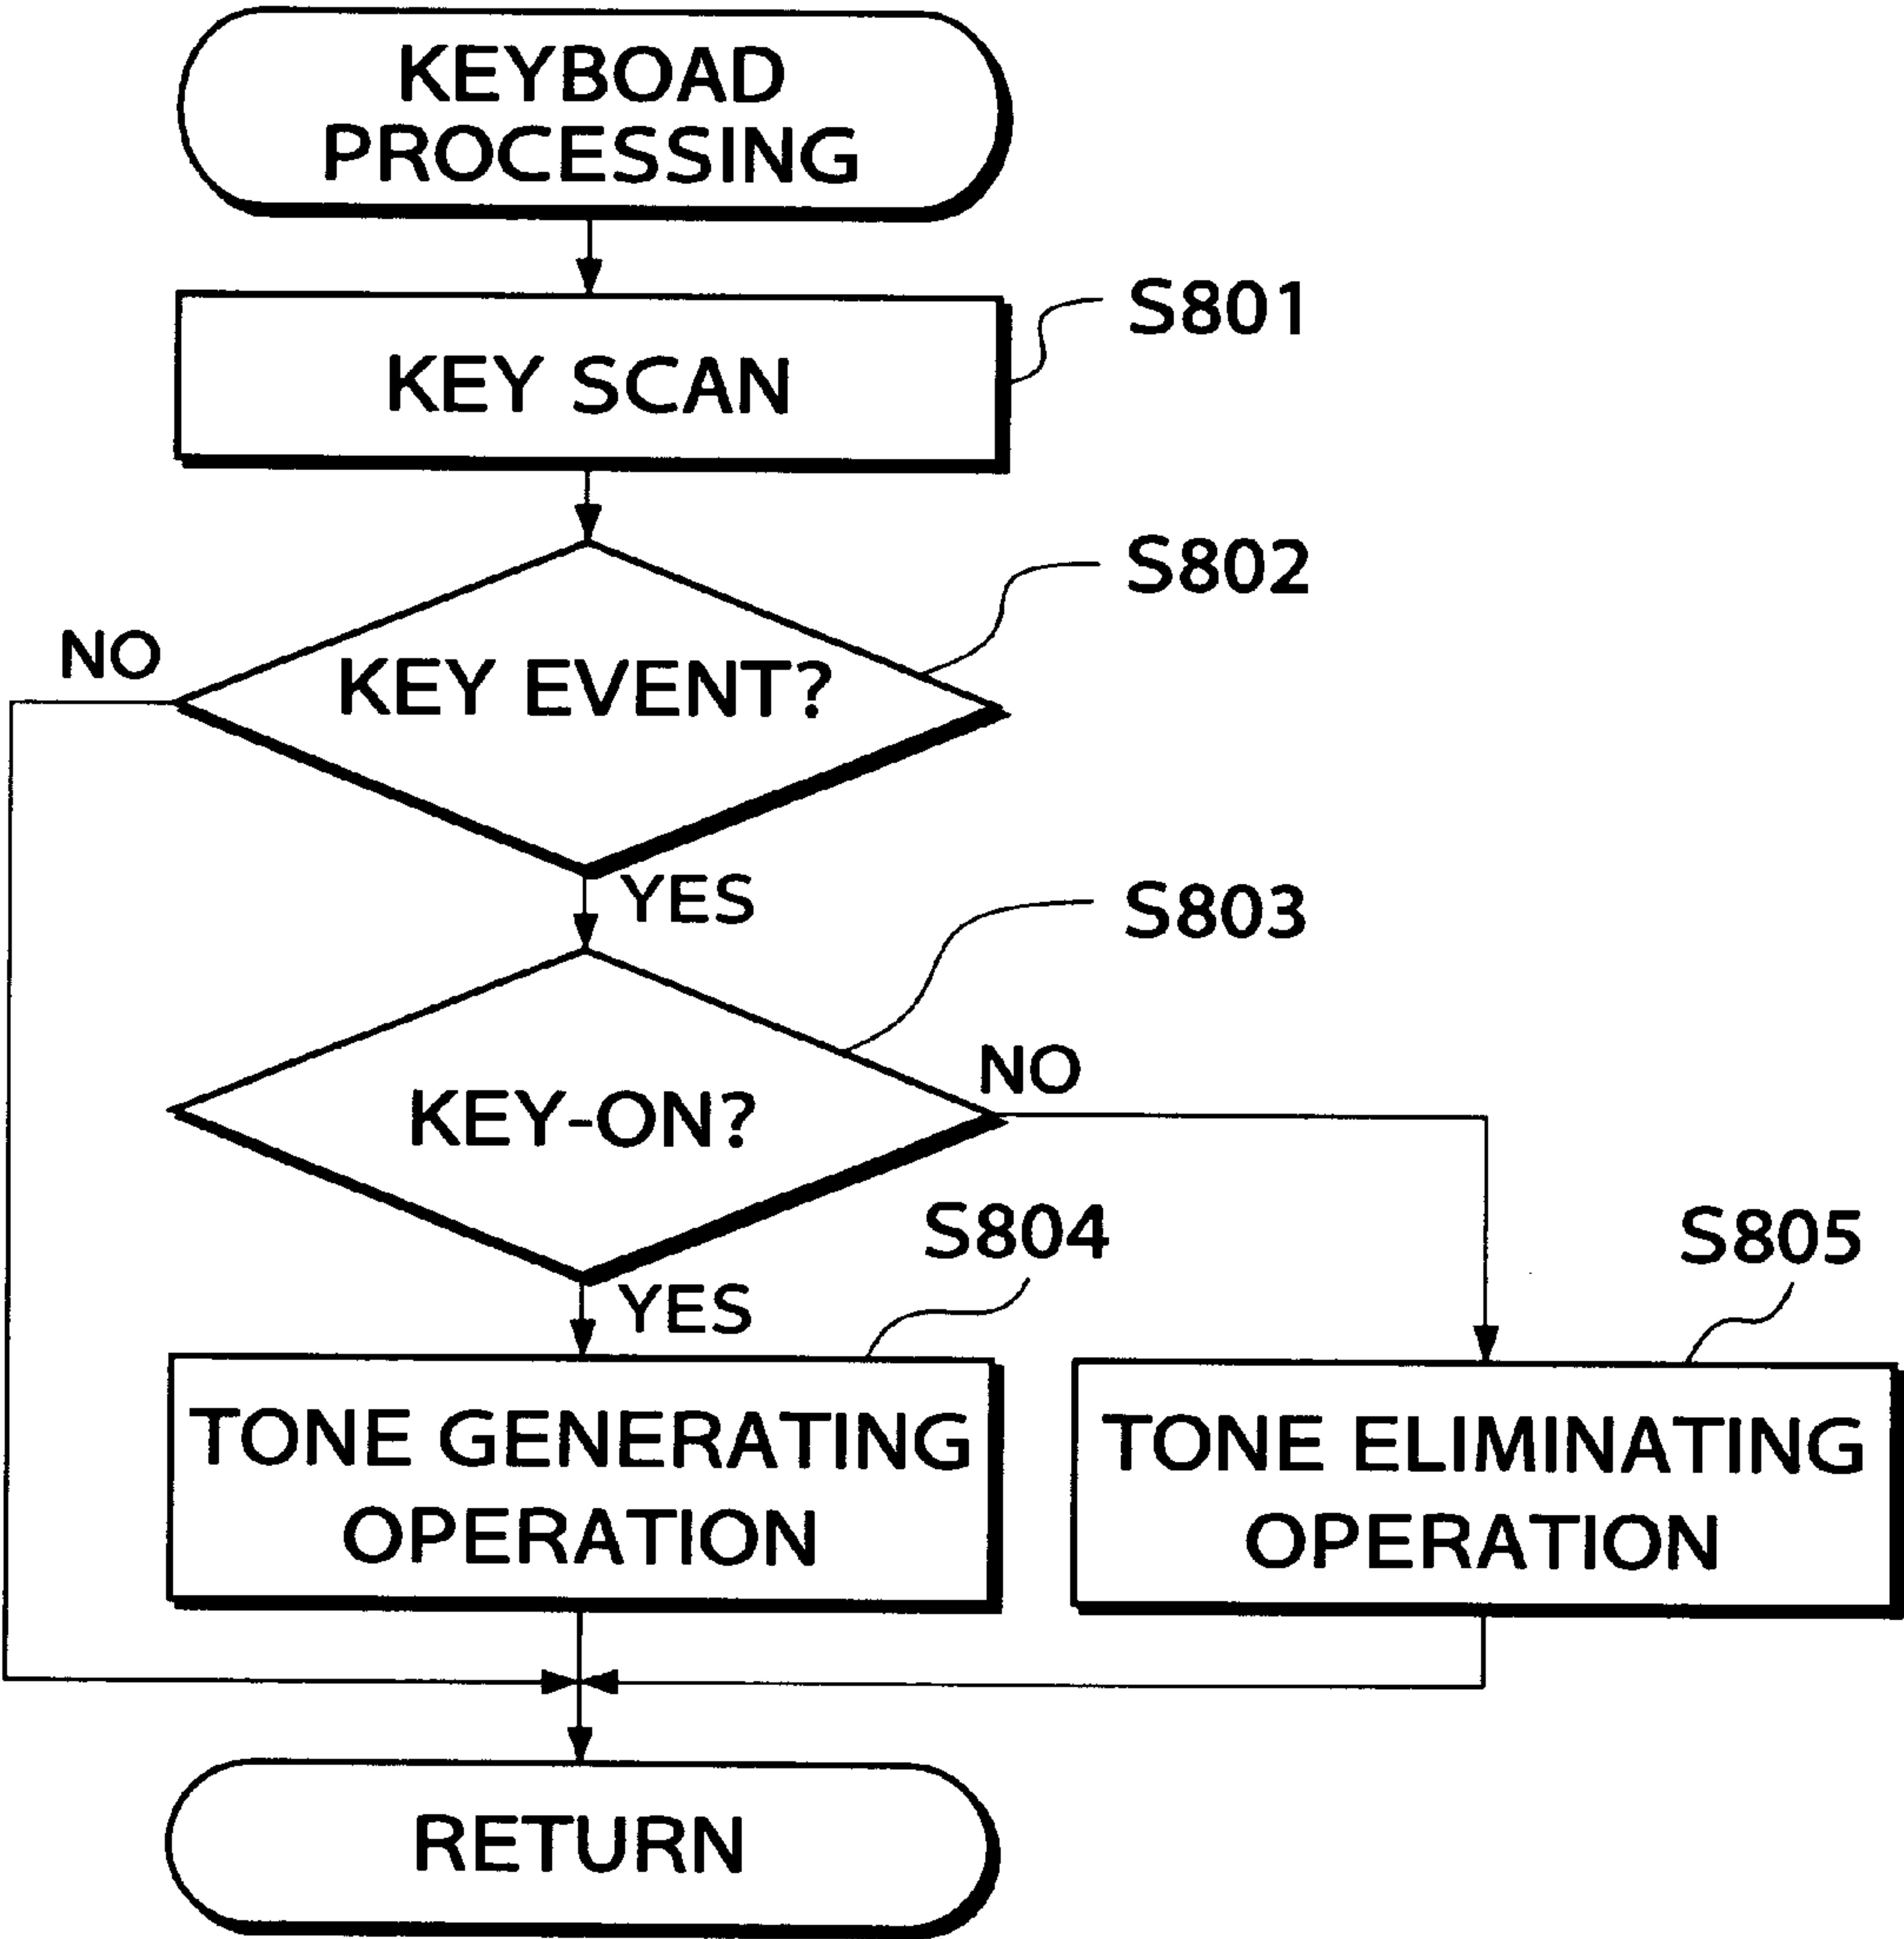 KEYBOAD
PROCESSING
S801
KEY SCAN
S802
NO
KEY EVENT?
YES
S803
NO
KEY-ON?
S804
S805
YES
TONE GENERATING
OPERATION
TONE ELIMINATING
OPERATION
RETURN